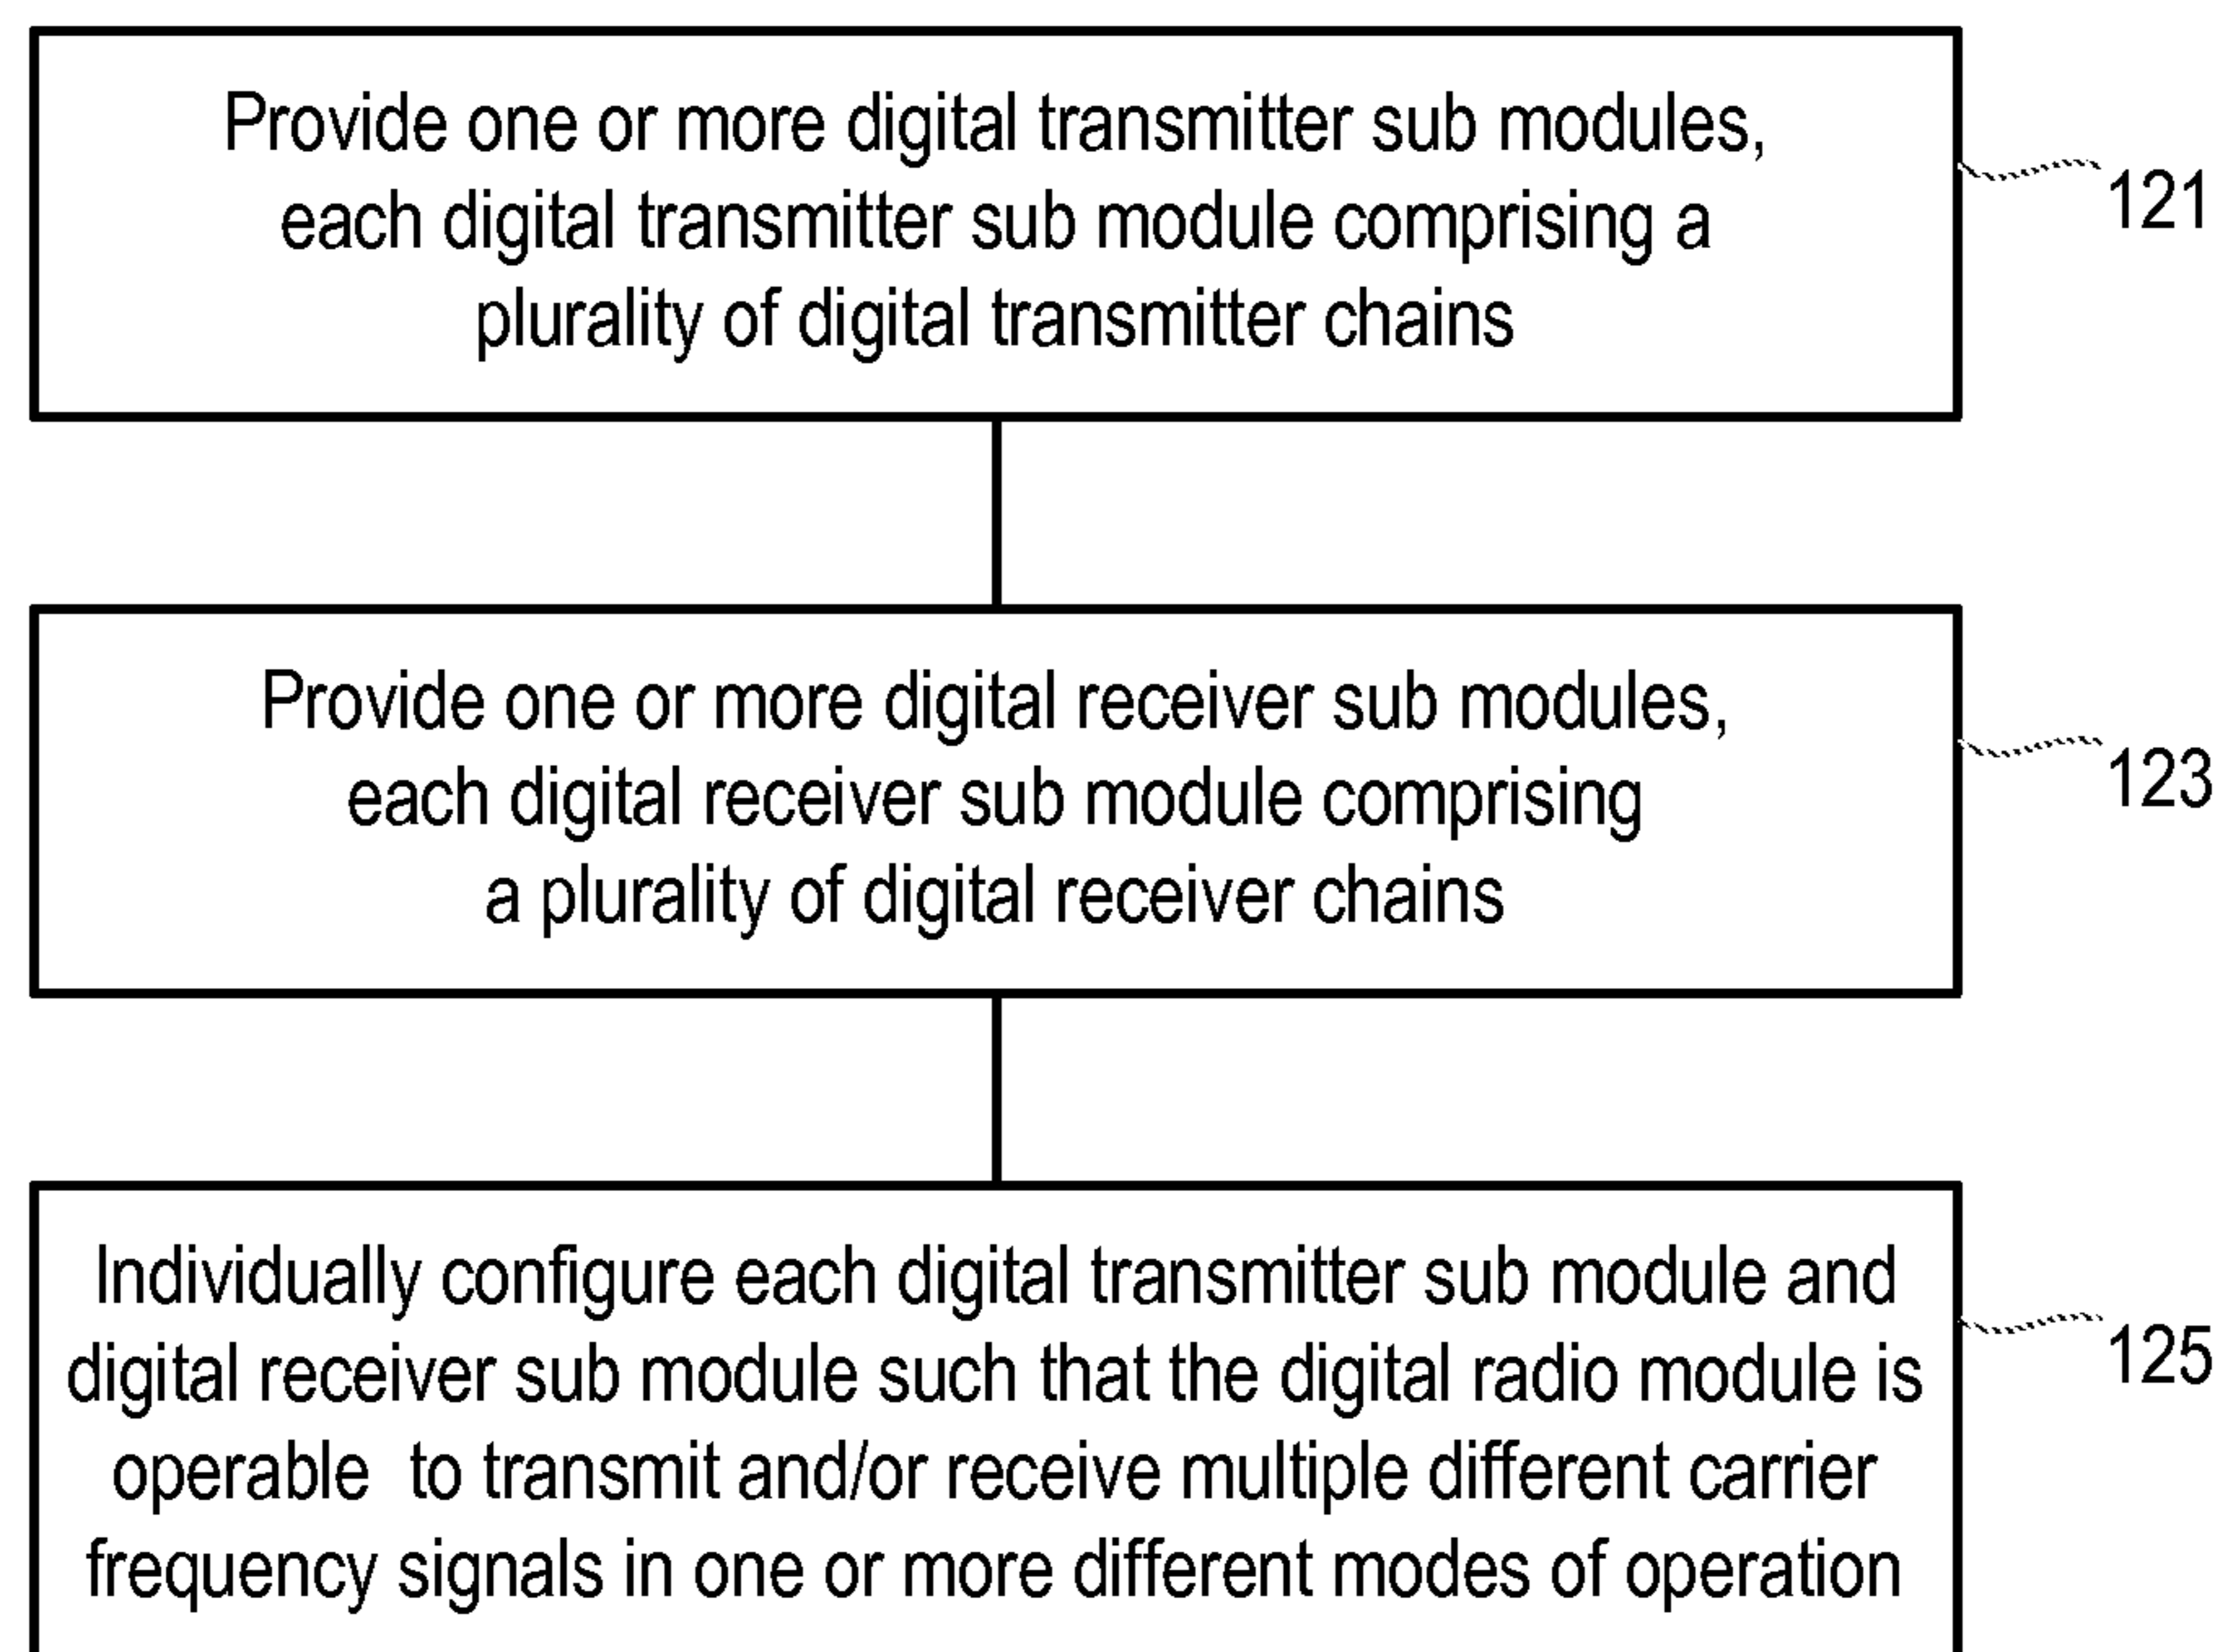 Provide one or more digital transmitter sub modules,
each digital transmitter sub module comprising a
plurality of digital transmitter chains
121
Provide one or more digital receiver sub modules,
each digital receiver sub module comprising
a plurality of digital receiver chains
123
Individually configure each digital transmitter sub module and
digital receiver sub module such that the digital radio module is
operable to transmit and/or receive multiple different carrier
frequency signals in one or more different modes of operation
125